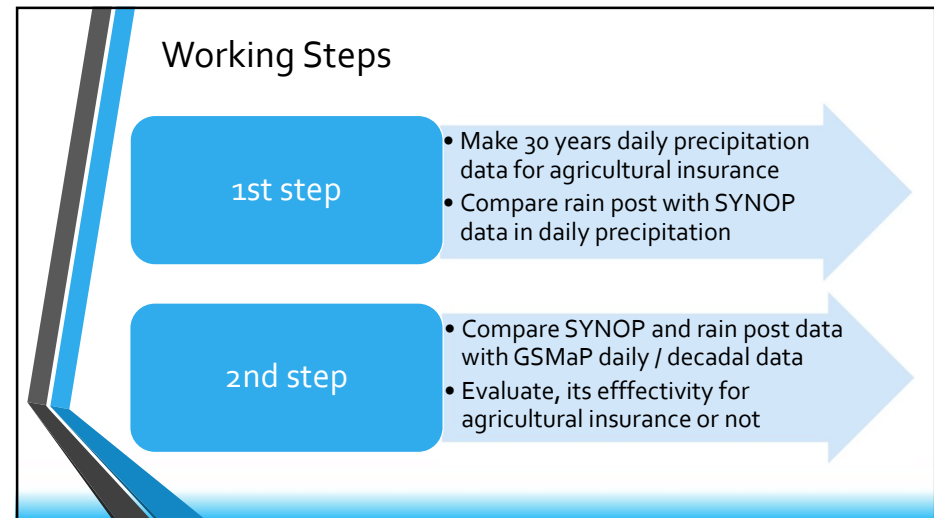 Working Steps
1st step
• Make 30 years daily precipitation
data for agricultural insurance
• Compare rain post with SYNOP
data in daily precipitation
2nd step
• Compare SYNOP and rain post data
with GSMaP daily / decadal data
• Evaluate, its efffectivity for
agricultural insurance or not